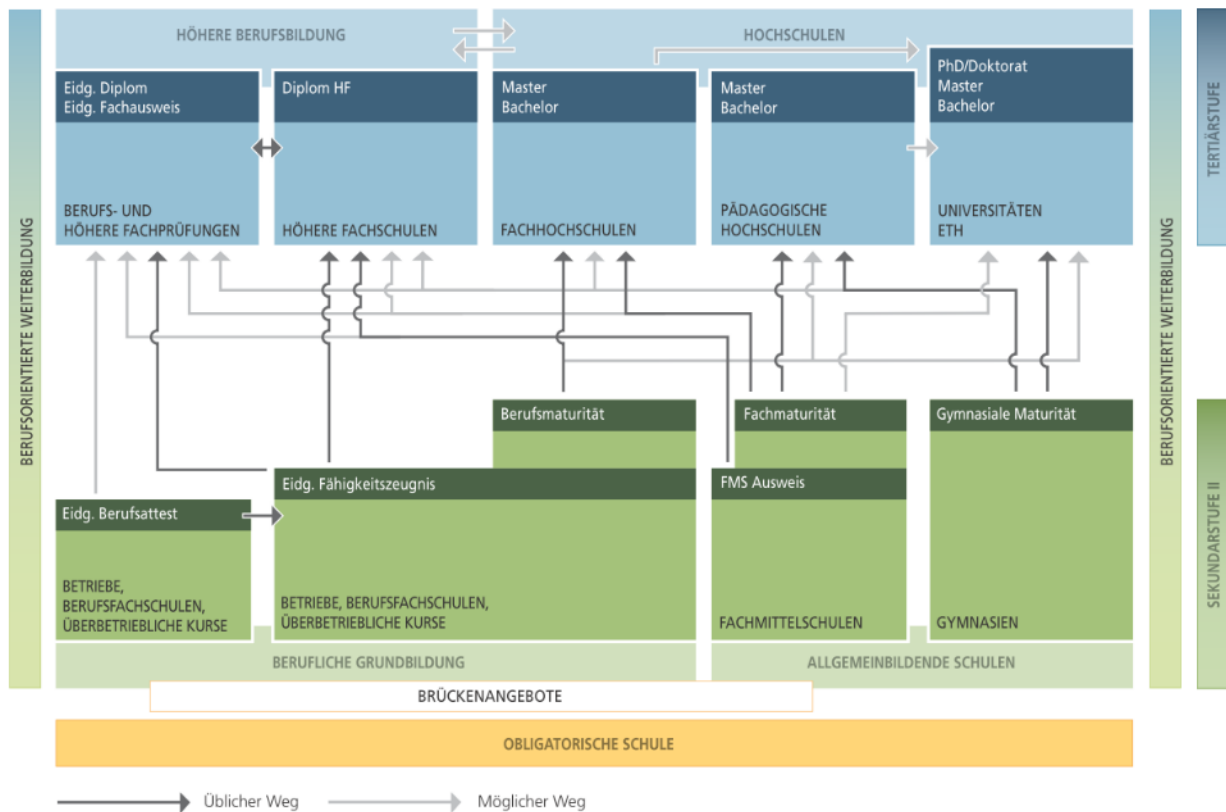 HÖHERE BERUFSBILDUNG
HOCHSCHULEN
Eidg. Diplom
Eidg. Fachausweis
Diplom HF
Master
Bachelor
Master
Bachelor
PhD/Doktorat
Master
Bachelor
BERUFS- UND
HÖHERE FACHPRÜFUNGEN
HÖHERE FACHSCHULEN
FACHHOCHSCHULEN
PÄDAGOGISCHE
HOCHSCHULEN
UNIVERSITÄTEN
ETH
BERUFSORIENTIERTE WEITERBILDUNG
BERUFSORIENTIERTE WEITERBILDUNG
TERTIÄRSTUFE
SEKUNDARSTUFE II
Berufsmaturität
Fachmaturität
Gymnasiale Maturität
Eidg. Fähigkeitszeugnis
FMS Ausweis
Eidg. Berufsattest
BETRIEBE,
BERUFSFACHSCHULEN,
ÜBERBETRIEBLICHE KURSE
BETRIEBE, BERUFSFACHSCHULEN,
ÜBERBETRIEBLICHE KURSE
FACHMITTELSCHULEN
GYMNASIEN
BERUFLICHE GRUNDBILDUNG
ALLGEMEINBILDENDE SCHULEN
BRÜCKENANGEBOTE
OBLIGATORISCHE SCHULE
Üblicher Weg
Möglicher Weg